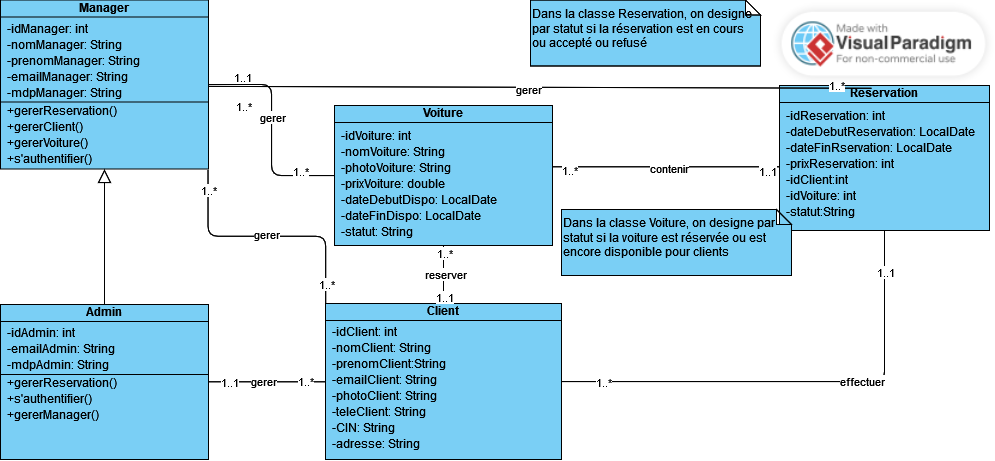 Manager
-idManager: int
-nomManager: String
-prenomManager: String
-emailManager: String
-mdpManager: String
+gererReservation()
+gererClient()
+gererVoiture()
+s'authentifier()
Dans la classe Reservation, on designe
par statut si la réservation est en cours
ou accepté ou refusé
Made with
Visual Paradigm
For non-commercial use
1..1
gerer
1..*
1..*
gerer
1..*
Reservation
-idReservation: int
-dateDebutReservation: LocalDate
-dateFinRservation: LocalDate
-prixReservation: int
-idClient:int
-idVoiture: int
-statut:String
Voiture
-idVoiture: int
-nomVoiture: String
-photoVoiture: String
-prixVoiture: double
-dateDebutDispo: LocalDate
-dateFinDispo: LocalDate
-statut: String
1..*
contenir
1..1
Dans la classe Voiture, on designe par
statut si la voiture est réservée ou est
encore disponible pour clients
1..*
gerer
1..*
1..*
reserver
1..1
1..1
effectuer
1..*
Admin
-idAdmin: int
-emailAdmin: String
-mdpAdmin: String
+gererReservation()
+s'authentifier()
+gererManager()
1..1
gerer
1..*
Client
-idClient: int
-nomClient: String
-prenomClient:String
-emailClient: String
-photoClient: String
-teleClient: String
-CIN: String
-adresse: String